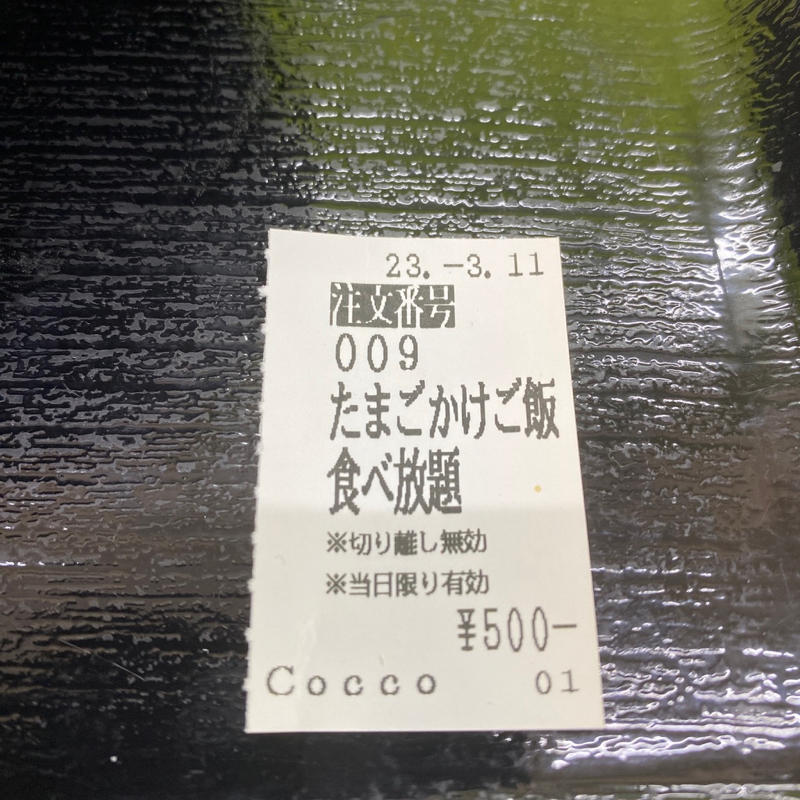 23.-3.11
注文番号
009
たまごかけご飯
食べ放題
※切り離し無効
※当日限り有効
¥500-
Cocco 01